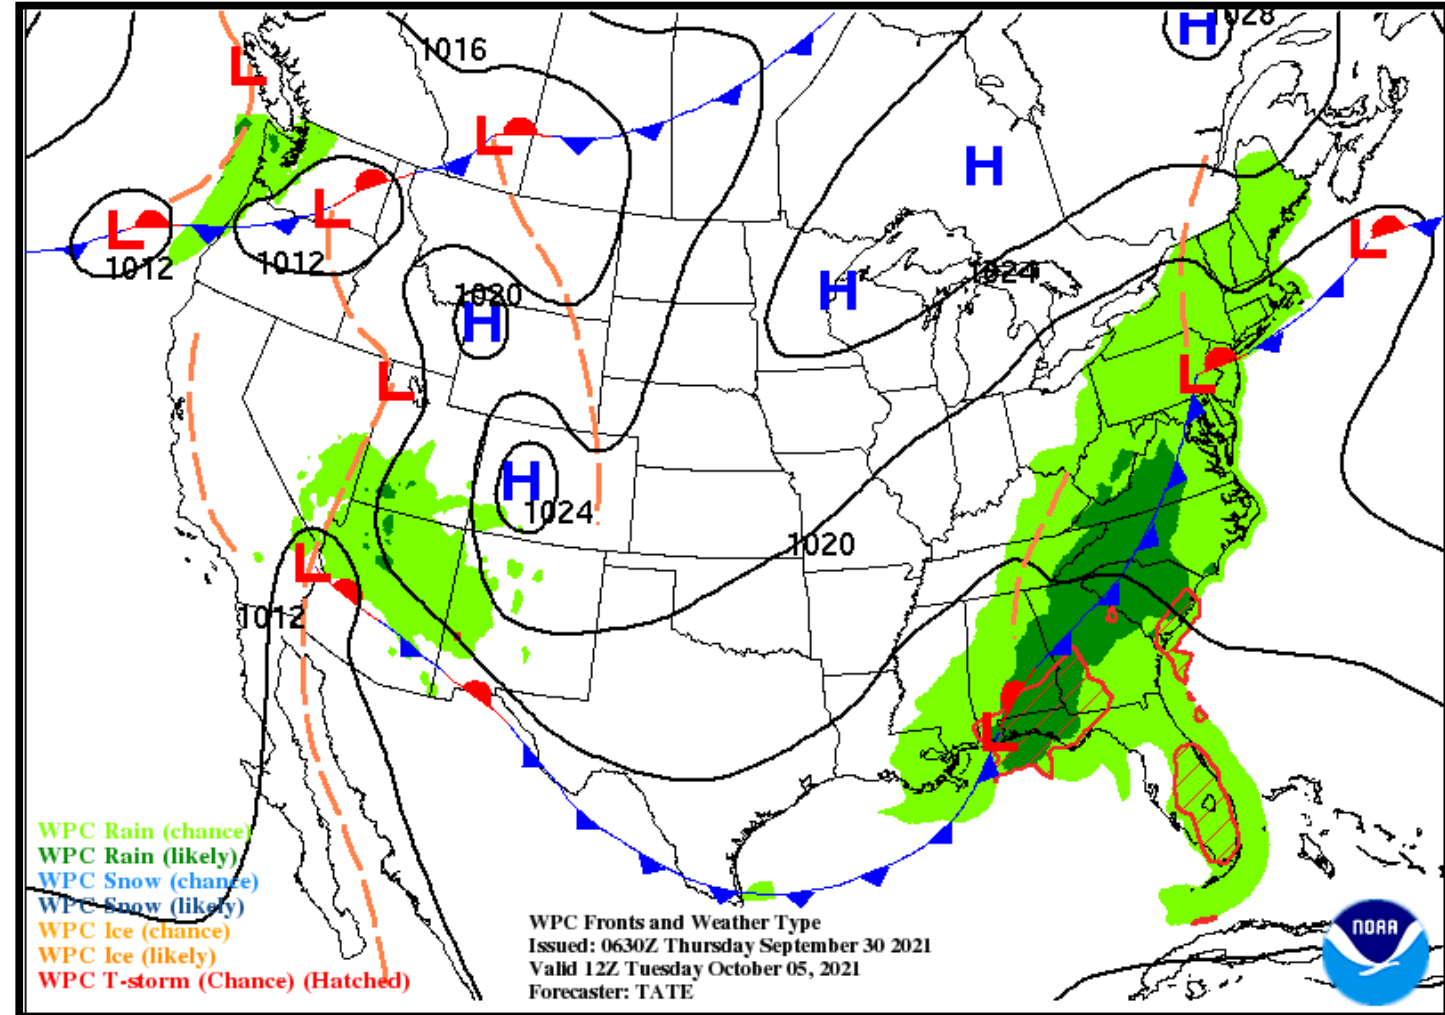 1028
L
H
1016
L
H
L
L
L
1012
1012
1024
1020
H
H
L
L
H
1024
1020
L
1012
L
WPC Rain (chance)
WPC Rain (likely)
WPC Snow (chance)
WPC Snow (likely)
WPC Ice (chance)
WPC Ice (likely)
WPC T-storm (Chance) (Hatched)
WPC Fronts and Weather Type
Issued: 0630Z Thursday September 30 2021
Valid 12Z Tuesday October 05, 2021
Forecaster: TATE
NOAA